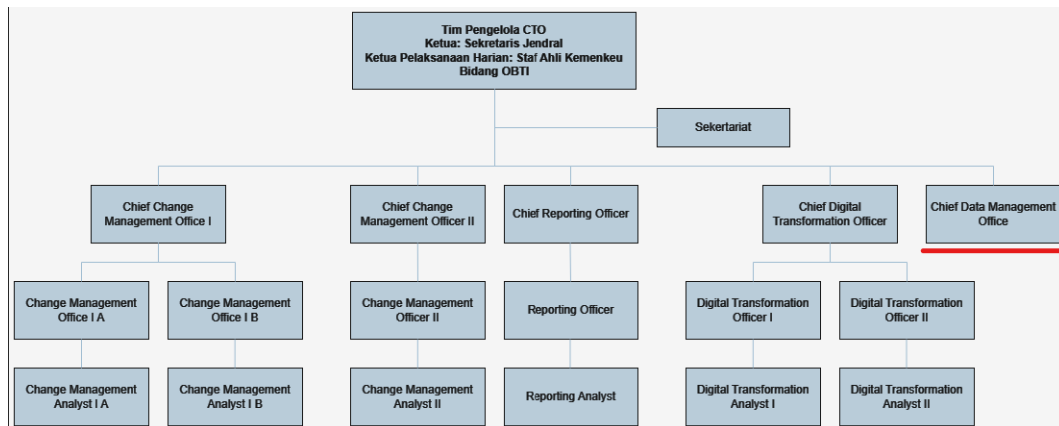 Tim Pengelola CTO
Ketua: Sekretaris Jendral
Ketua Pelaksanaan Harian: Staf Ahli Kemenkeu
Bidang OBTI
Sekertariat
Chief Change
Management Office I
Chief Change
Management Officer II
Chief Reporting Officer
Chief Digital
Transformation Officer
Chief Data Management
Office
Change Management
Office I A
Change Management
Office I B
Change Management
Officer II
Reporting Officer
Digital Transformation
Officer I
Digital Transformation
Officer II
Change Management
Analyst I A
Change Management
Analyst I B
Change Management
Analyst II
Reporting Analyst
Digital Transformation
Analyst I
Digital Transformation
Analyst II